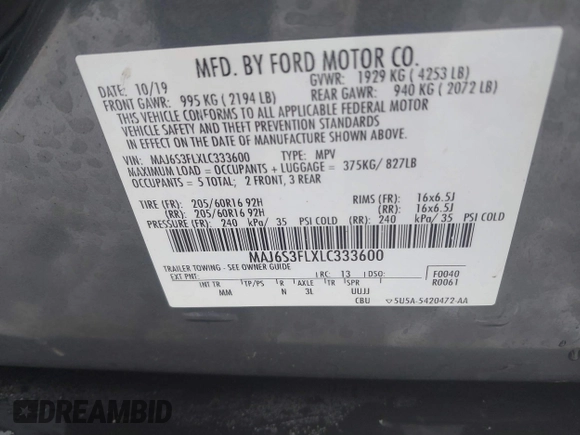 MFD. BY FORD MOTOR CO.
DATE: 10/19 GVWR: 1929 KG ( 4253 LB)
FRONT GAWR: 995 KG ( 2194 LB) REAR GAWR: 940 KG ( 2072 LB)
THIS VEHICLE CONFORMS TO ALL APPLICABLE FEDERAL MOTOR
VEHICLE SAFETY AND THEFT PREVENTION STANDARDS
IN EFFECT ON THE DATE OF MANUFACTURE SHOWN ABOVE.
VIN: MAJ6S3FLXLC333600 TYPE: MPV
MAXIMUM LOAD = OCCUPANTS + LUGGAGE = 375KG/ 827LB
OCCUPANTS = 5 TOTAL; 2 FRONT, 3 REAR
TIRE (FR): 205/60R16 92H RIMS (FR): 16x6.5J
(RR): 205/60R16 92H (RR): 16x6.5J
PRESSURE (FR): 240 kPa/ 35 PSI COLD (RR): 240 kPa/ 35 PSI COLD
MAJ6S3FLXLC333600
TRAILER TOWING - SEE OWNER GUIDE
EXT PNT: RC: 13 DSO: F0040
R0061
INT TR TP/PS R AXLE TR SPR
MM N 3L UUJJ
CBU 5U5A-5420472-AA
DREAMBID